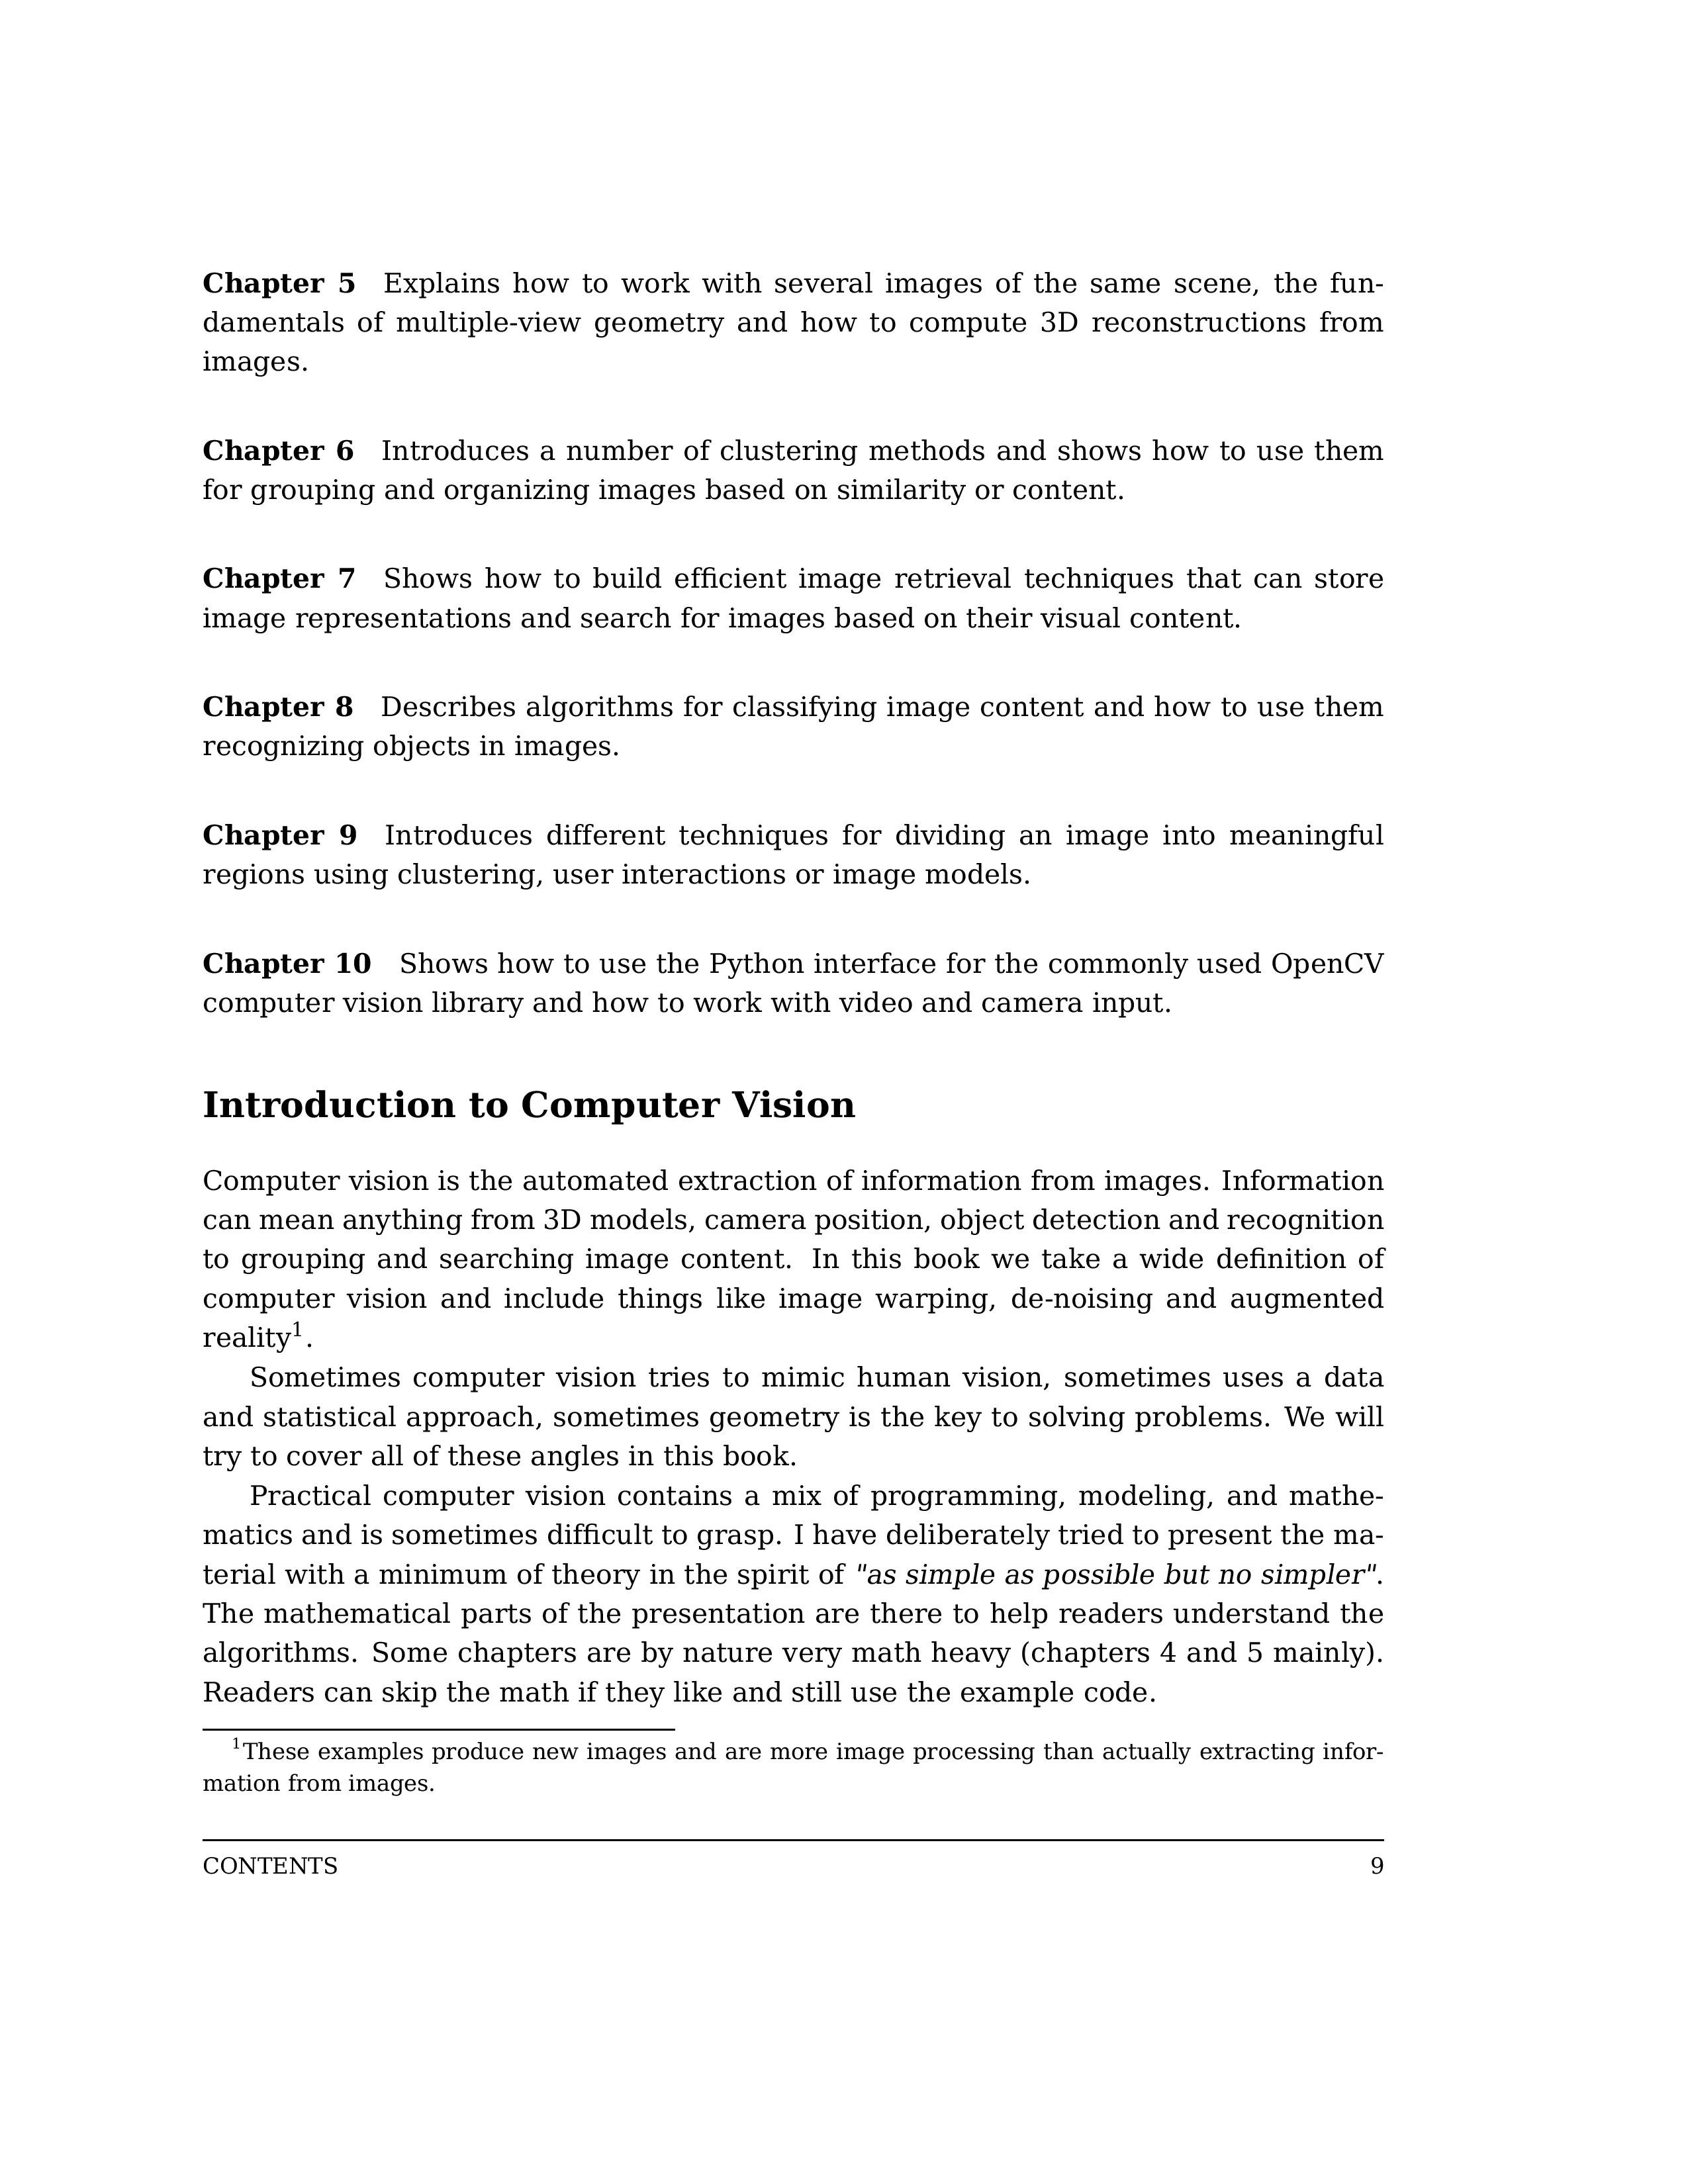 Chapter 5 Explains how to work with several images of the same scene, the fun-
damentals of multiple-view geometry and how to compute 3D reconstructions from
images.
Chapter 6 Introduces a number of clustering methods and shows how to use them
for grouping and organizing images based on similarity or content.
Chapter 7 Shows how to build efficient image retrieval techniques that can store
image representations and search for images based on their visual content.
Chapter 8 Describes algorithms for classifying image content and how to use them
recognizing objects in images.
Chapter 9 Introduces different techniques for dividing an image into meaningful
regions using clustering, user interactions or image models.
Chapter 10 Shows how to use the Python interface for the commonly used OpenCV
computer vision library and how to work with video and camera input.
Introduction to Computer Vision
Computer vision is the automated extraction of information from images. Information
can mean anything from 3D models, camera position, object detection and recognition
to grouping and searching image content. In this book we take a wide definition of
computer vision and include things like image warping, de-noising and augmented
reality¹.
Sometimes computer vision tries to mimic human vision, sometimes uses a data
and statistical approach, sometimes geometry is the key to solving problems. We will
try to cover all of these angles in this book.
Practical computer vision contains a mix of programming, modeling, and mathe-
matics and is sometimes difficult to grasp. I have deliberately tried to present the ma-
terial with a minimum of theory in the spirit of "as simple as possible but no simpler".
The mathematical parts of the presentation are there to help readers understand the
algorithms. Some chapters are by nature very math heavy (chapters 4 and 5 mainly).
Readers can skip the math if they like and still use the example code.
¹These examples produce new images and are more image processing than actually extracting infor-
mation from images.
CONTENTS 9